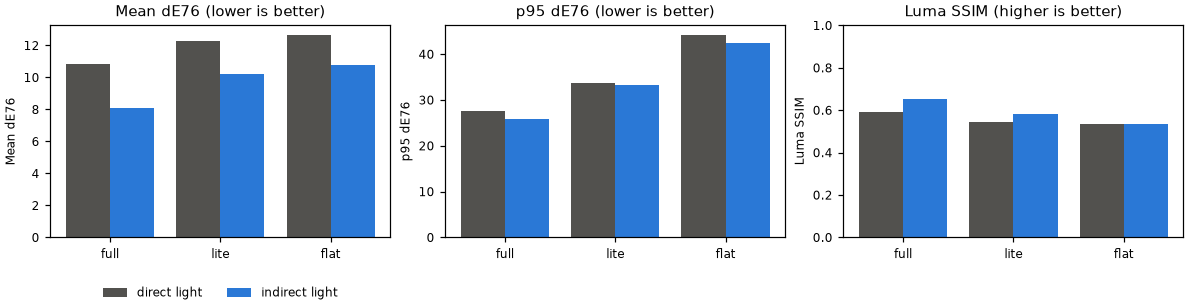 Mean dE76 (lower is better)
Mean dE76
12
10
8
6
4
2
0
full
lite
flat
p95 dE76 (lower is better)
p95 dE76
40
30
20
10
0
full
lite
flat
Luma SSIM (higher is better)
Luma SSIM
1.0
0.8
0.6
0.4
0.2
0.0
full
lite
flat
direct light
indirect light